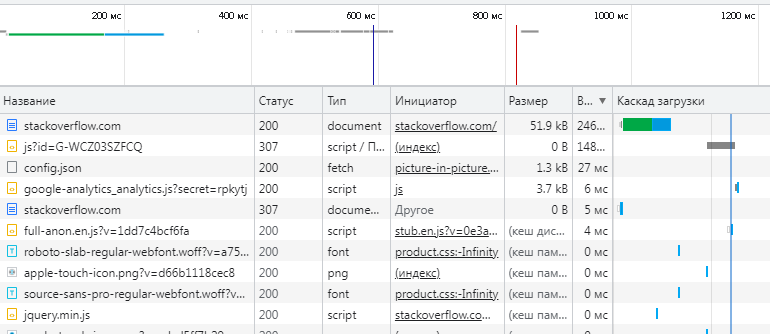 200 мс 400 мс 600 мс 800 мс 1000 мс 1200 мс
Название Статус Тип Инициатор Размер В... ▼ Каскад загрузки
stackoverflow.com 200 document stackoverflow.com/ 51.9 kB 246...
js?id=G-WCZ03SZFCQ 307 script / П... (индекс) 0 B 148...
config.json 200 fetch picture-in-picture.... 1.3 kB 27 мс
google-analytics_analytics.js?secret=rpkytj 200 script js 3.7 kB 6 мс
stackoverflow.com 307 docume... Другое 0 B 5 мс
full-anon.en.js?v=1dd7c4bcf6fa 200 script stub.en.js?v=0e3a... (кеш дис... 4 мс
roboto-slab-regular-webfont.woff?v=a75... 200 font product.css:-Infinity (кеш пам... 0 мс
apple-touch-icon.png?v=d66b1118cec8 200 png (индекс) (кеш пам... 0 мс
source-sans-pro-regular-webfont.woff?v... 200 font product.css:-Infinity (кеш пам... 0 мс
jquery.min.js 200 script stackoverflow.co... (кеш пам... 0 мс